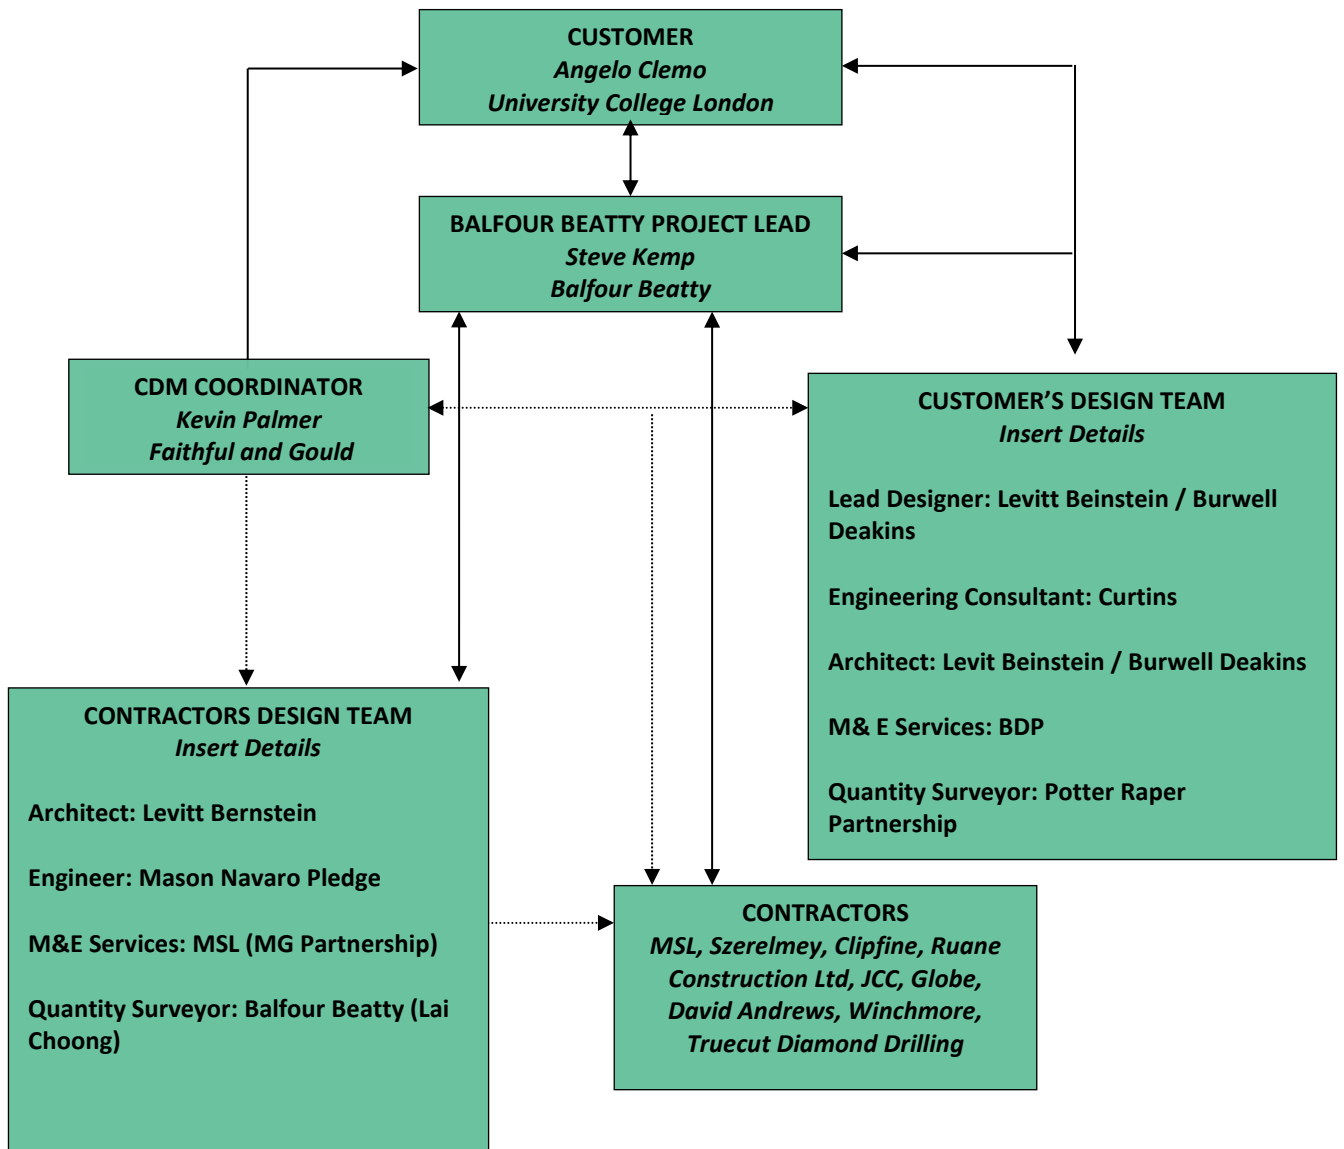 CUSTOMER
Angelo Clemo
University College London
BALFOUR BEATTY PROJECT LEAD
Steve Kemp
Balfour Beatty
CDM COORDINATOR
Kevin Palmer
Faithful and Gould
CUSTOMER’S DESIGN TEAM
Insert Details
Lead Designer: Levitt Beinstein / Burwell
Deakins
Engineering Consultant: Curtins
Architect: Levit Beinstein / Burwell Deakins
M& E Services: BDP
Quantity Surveyor: Potter Raper
Partnership
CONTRACTORS DESIGN TEAM
Insert Details
Architect: Levitt Bernstein
Engineer: Mason Navaro Pledge
M&E Services: MSL (MG Partnership)
Quantity Surveyor: Balfour Beatty (Lai
Choong)
CONTRACTORS
MSL, Szerelmey, Clipfine, Ruane
Construction Ltd, JCC, Globe,
David Andrews, Winchmore,
Truecut Diamond Drilling